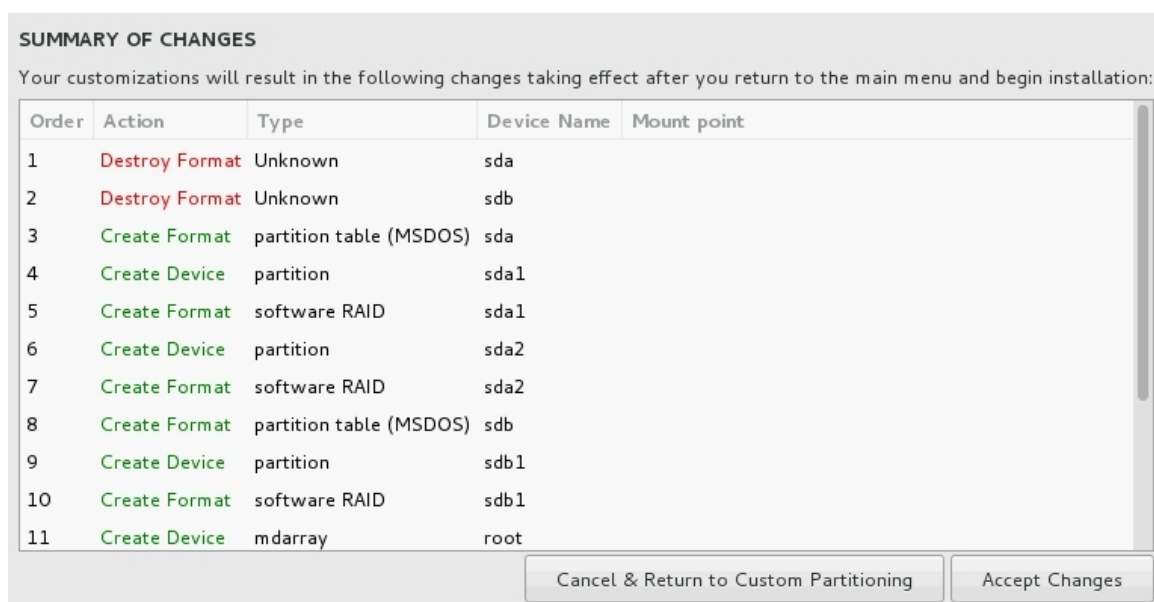 SUMMARY OF CHANGES
Your customizations will result in the following changes taking effect after you return to the main menu and begin installation:
Order Action Type Device Name Mount point
1 Destroy Format Unknown sda
2 Destroy Format Unknown sdb
3 Create Format partition table (MSDOS) sda
4 Create Device partition sda1
5 Create Format software RAID sda1
6 Create Device partition sda2
7 Create Format software RAID sda2
8 Create Format partition table (MSDOS) sdb
9 Create Device partition sdb1
10 Create Format software RAID sdb1
11 Create Device mdarray root
Cancel & Return to Custom Partitioning Accept Changes